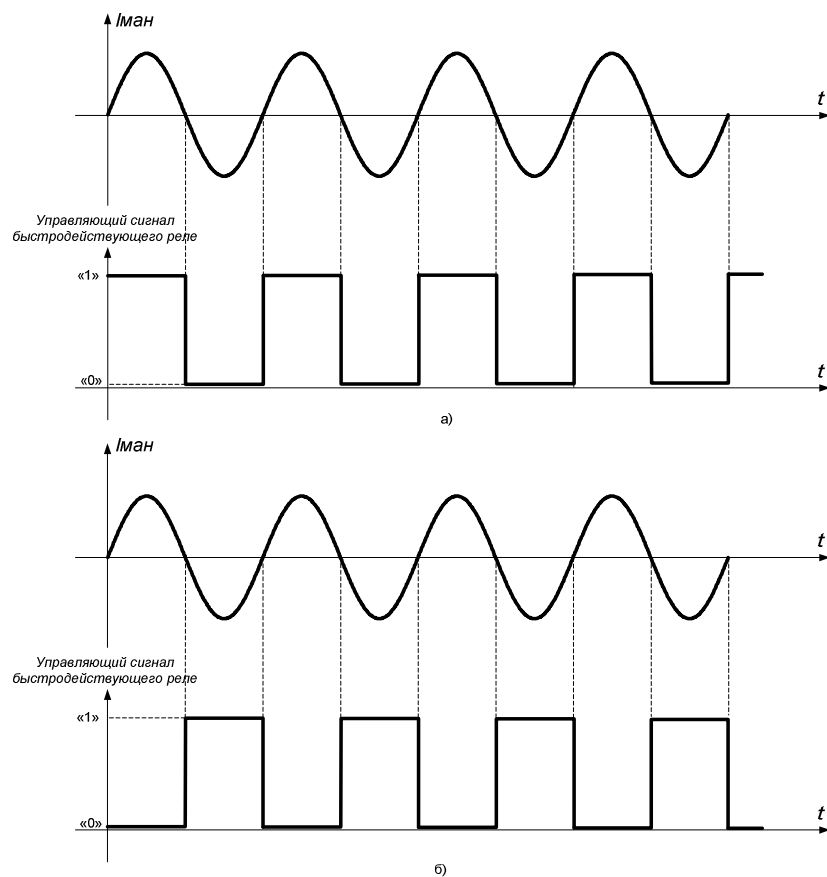 Iман
t
Управляющий сигнал
быстродействующего реле
«1»
«0»
t
а)
Iман
t
Управляющий сигнал
быстродействующего реле
«1»
«0»
t
б)